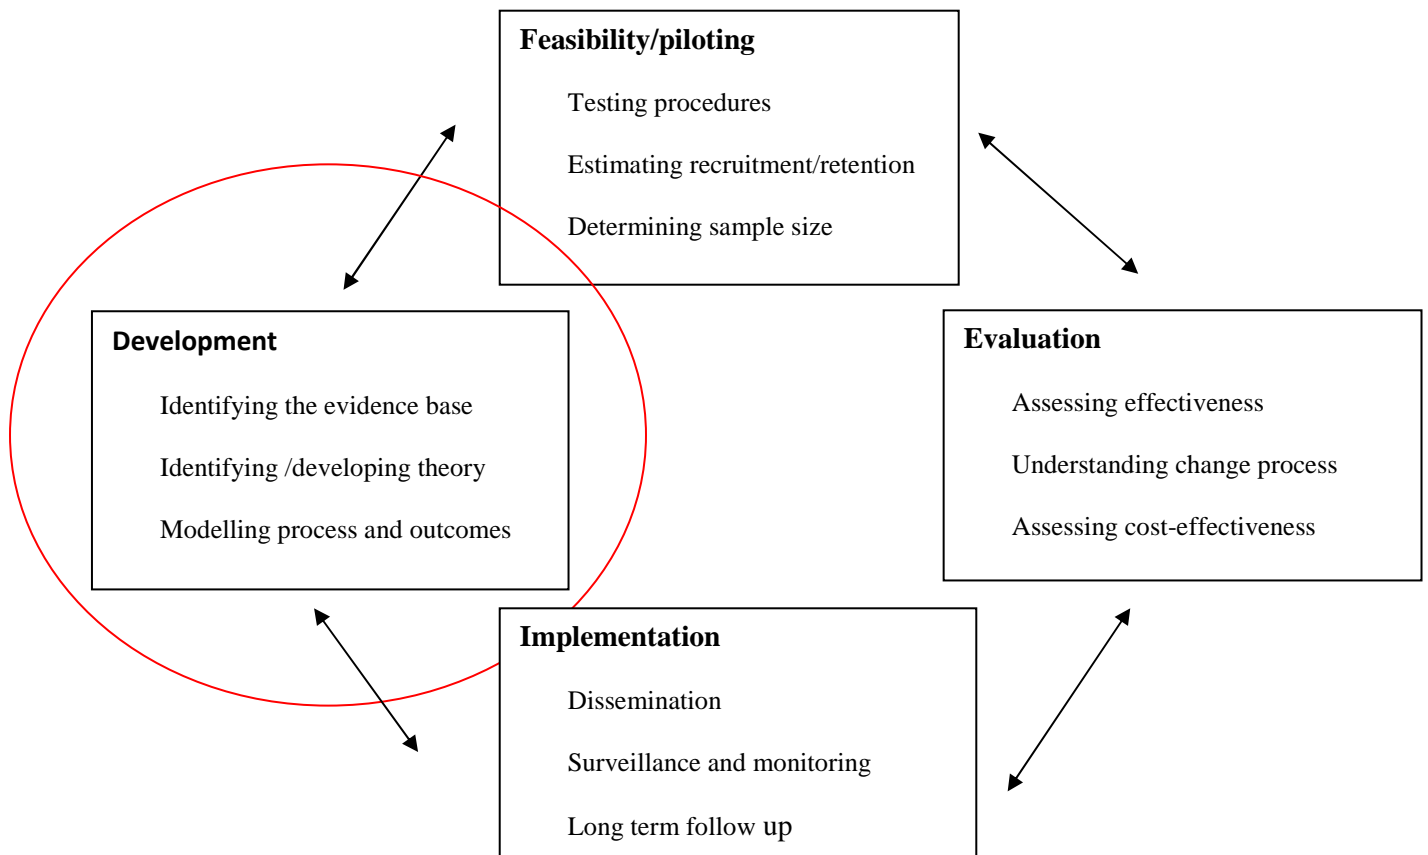 Feasibility/piloting
Testing procedures
Estimating recruitment/retention
Determining sample size
Development
Identifying the evidence base
Identifying /developing theory
Modelling process and outcomes
Evaluation
Assessing effectiveness
Understanding change process
Assessing cost-effectiveness
Implementation
Dissemination
Surveillance and monitoring
Long term follow up